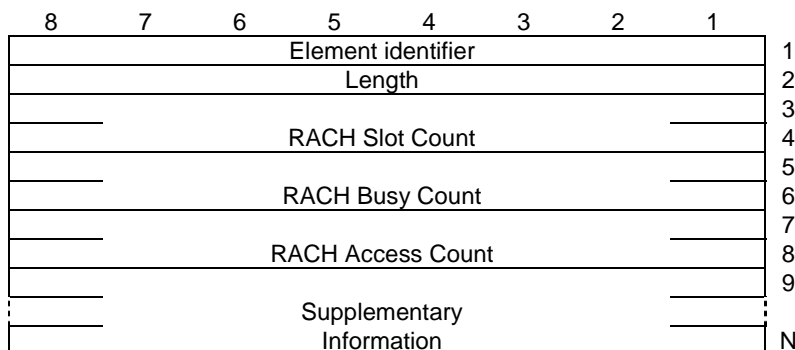 8 7 6 5 4 3 2 1
Element identifier 1
Length 2
3
RACH Slot Count 4
5
RACH Busy Count 6
7
RACH Access Count 8
9
Supplementary
Information N